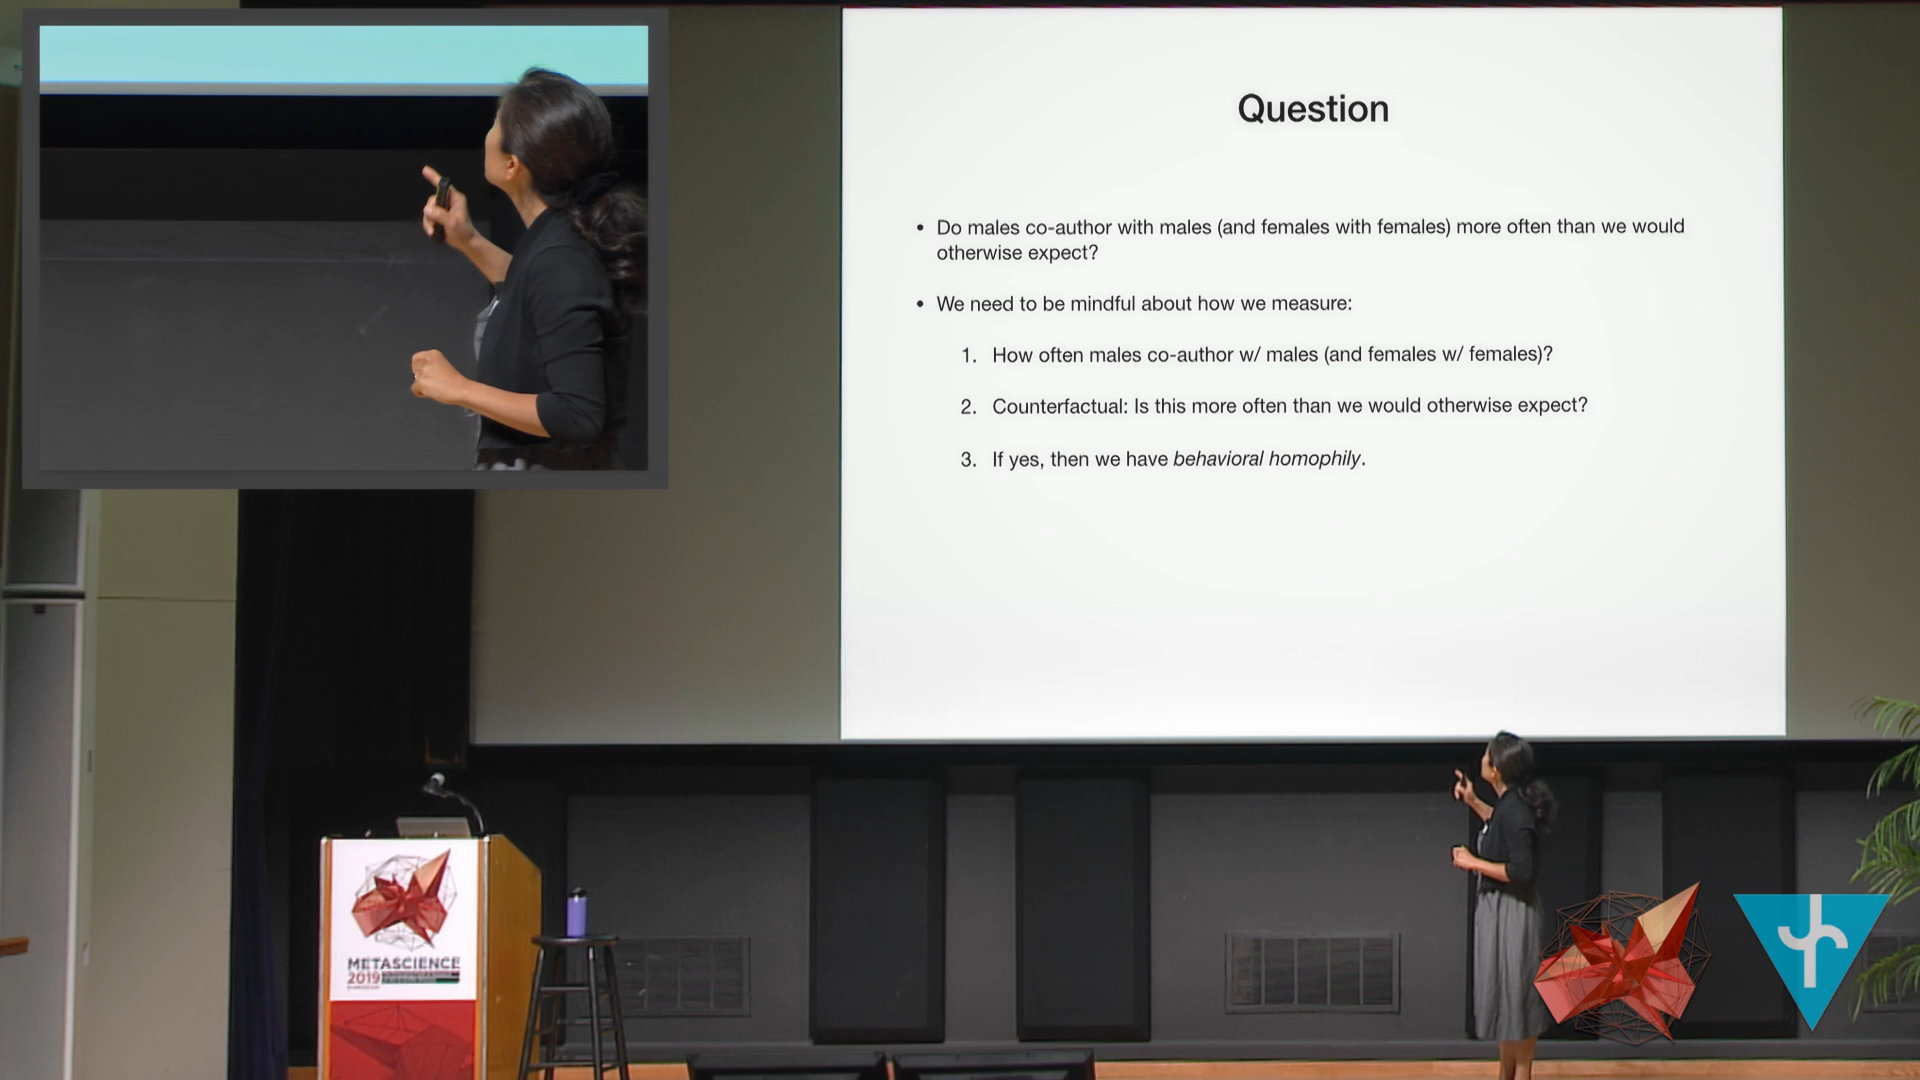 Question
• Do males co-author with males (and females with females) more often than we would
otherwise expect?
• We need to be mindful about how we measure:
1. How often males co-author w/ males (and females w/ females)?
2. Counterfactual: Is this more often than we would otherwise expect?
3. If yes, then we have behavioral homophily.
METASCIENCE
2019